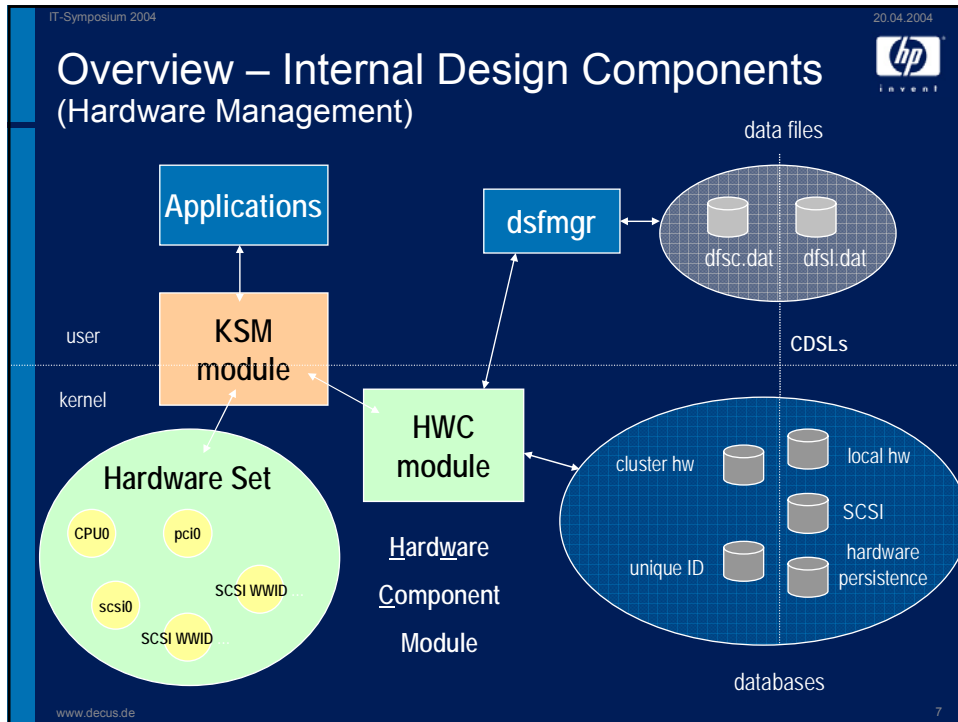 IT-Symposium 2004
20.04.2004
Overview – Internal Design Components
(Hardware Management)
hp
invent
data files
Applications
dsfmgr
dfsc.dat
dfsl.dat
user
KSM
module
CDSLs
kernel
HWC
module
Hardware Set
CPU0
pci0
scsi0
SCSI WWID ...
SCSI WWID ...
Hardware
Component
Module
cluster hw
local hw
SCSI
unique ID
hardware
persistence
databases
www.decus.de
7